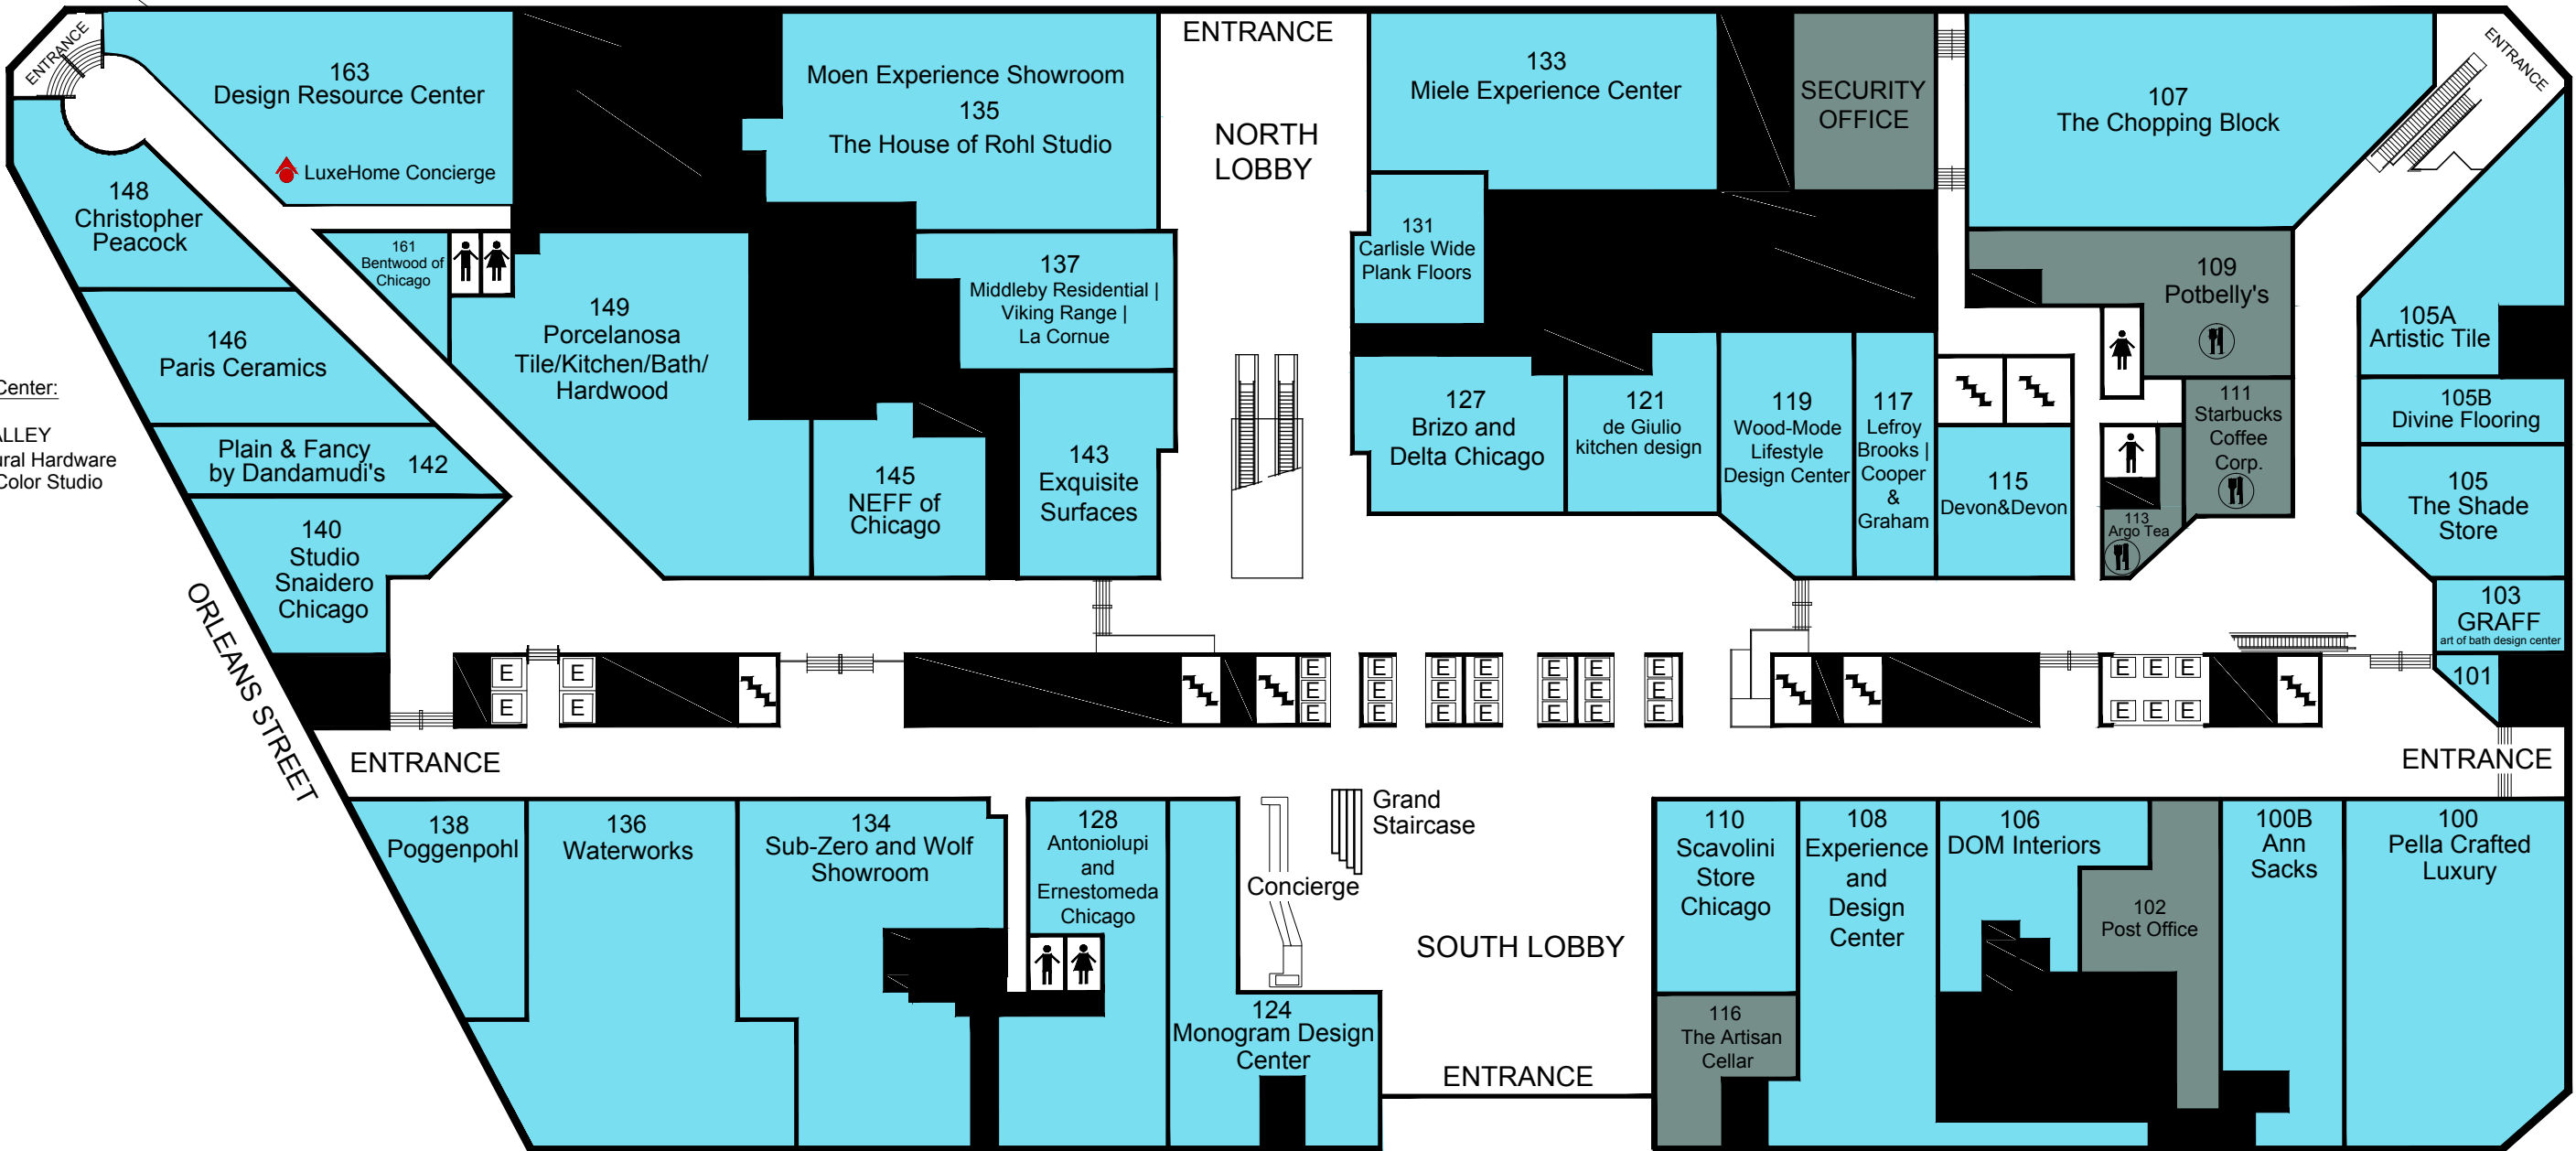 ENTRANCE
163
Design Resource Center
LuxeHome Concierge
Moen Experience Showroom
135
The House of Rohl Studio
ENTRANCE
NORTH
LOBBY
133
Miele Experience Center
SECURITY
OFFICE
107
The Chopping Block
ENTRANCE
148
Christopher
Peacock
161
Bentwood of
Chicago
149
Porcelanosa
Tile/Kitchen/Bath/
Hardwood
137
Middleby Residential |
Viking Range |
La Cornue
131
Carlisle Wide
Plank Floors
109
Potbelly's
105A
Artistic Tile
146
Paris Ceramics
Center:
ALLEY
ural Hardware
Color Studio
Plain & Fancy
by Dandamudi's
142
145
NEFF of
Chicago
143
Exquisite
Surfaces
127
Brizo and
Delta Chicago
121
de Giulio
kitchen design
119
Wood-Mode
Lifestyle
Design Center
117
Lefroy
Brooks |
Cooper
&
Graham
115
Devon&Devon
111
Starbucks
Coffee
Corp.
113
Argo Tea
105B
Divine Flooring
105
The Shade
Store
140
Studio
Snaidero
Chicago
103
GRAFF
art of bath design center
101
ORLEANS STREET
E E
E E
E E E E E E E
E E E E E E E
E E E E E E E
E E E
E E E
ENTRANCE
ENTRANCE
138
Poggenpohl
136
Waterworks
134
Sub-Zero and Wolf
Showroom
128
Antoniolupi
and
Ernestomeda
Chicago
Grand
Staircase
Concierge
SOUTH LOBBY
124
Monogram Design
Center
ENTRANCE
110
Scavolini
Store
Chicago
116
The Artisan
Cellar
108
Experience
and
Design
Center
106
DOM Interiors
102
Post Office
100B
Ann
Sacks
100
Pella Crafted
Luxury